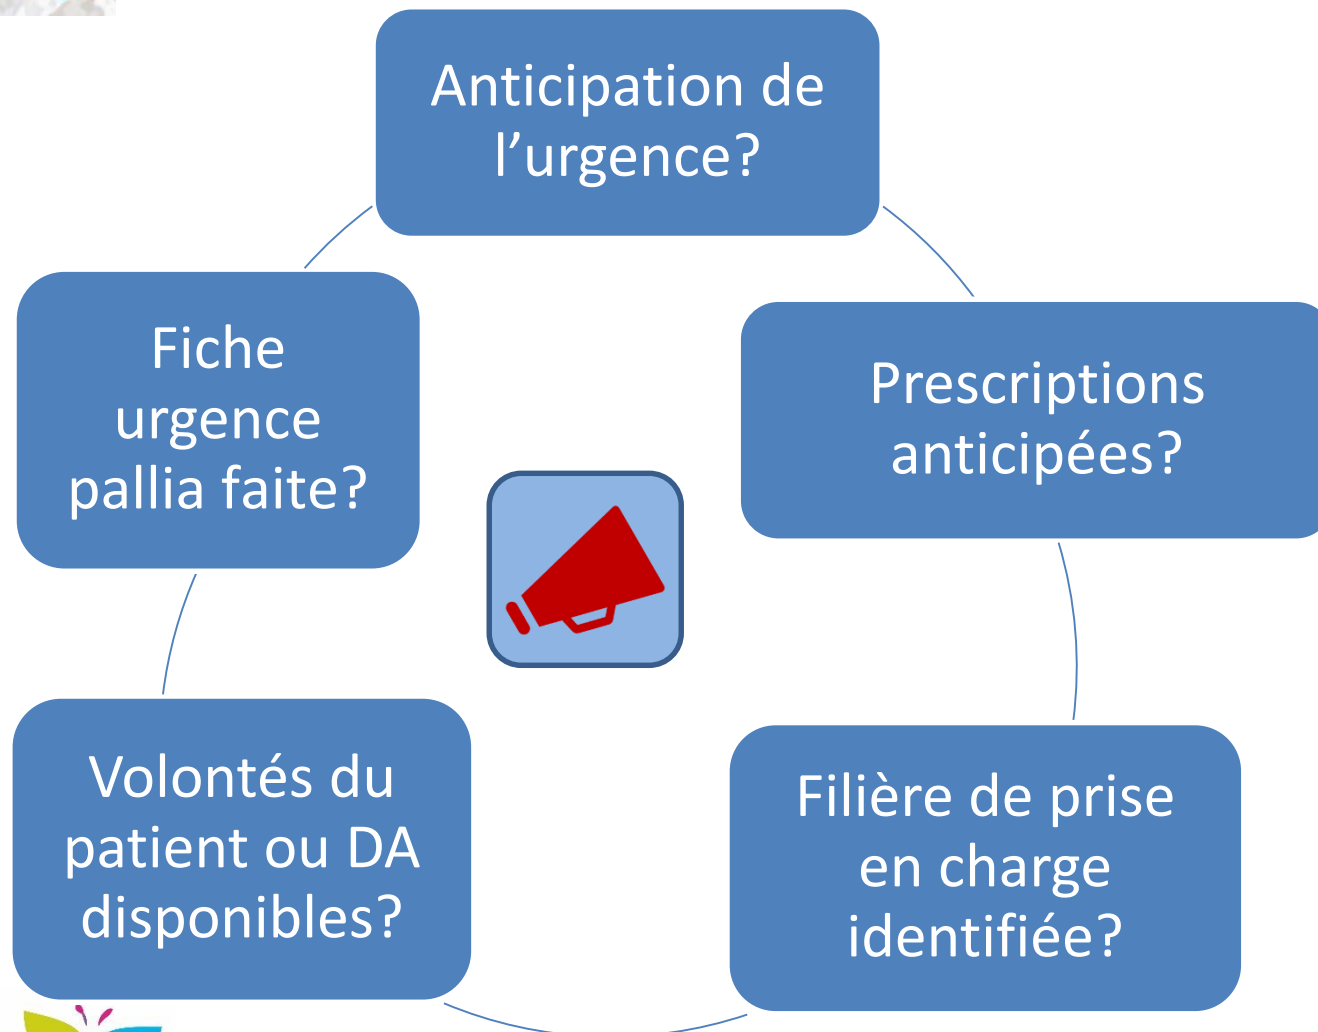 Anticipation de
l’urgence?
Prescriptions
anticipées?
Filière de prise
en charge
identifiée?
Volontés du
patient ou DA
disponibles?
Fiche
urgence
pallia faite?